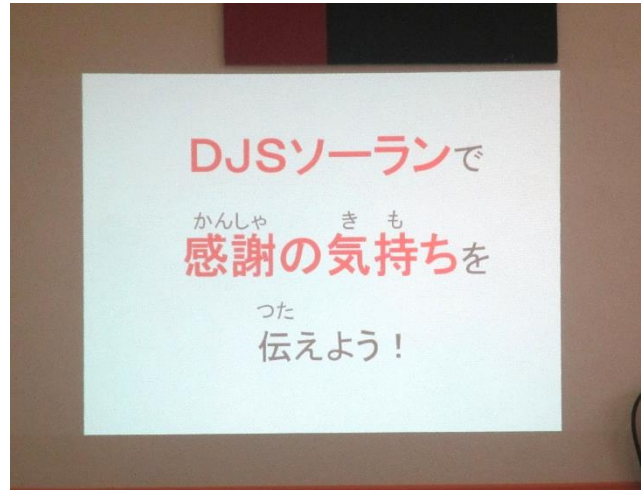 DJSソーランで
かんしゃ き も
感謝の気持ちを
つた
伝えよう！